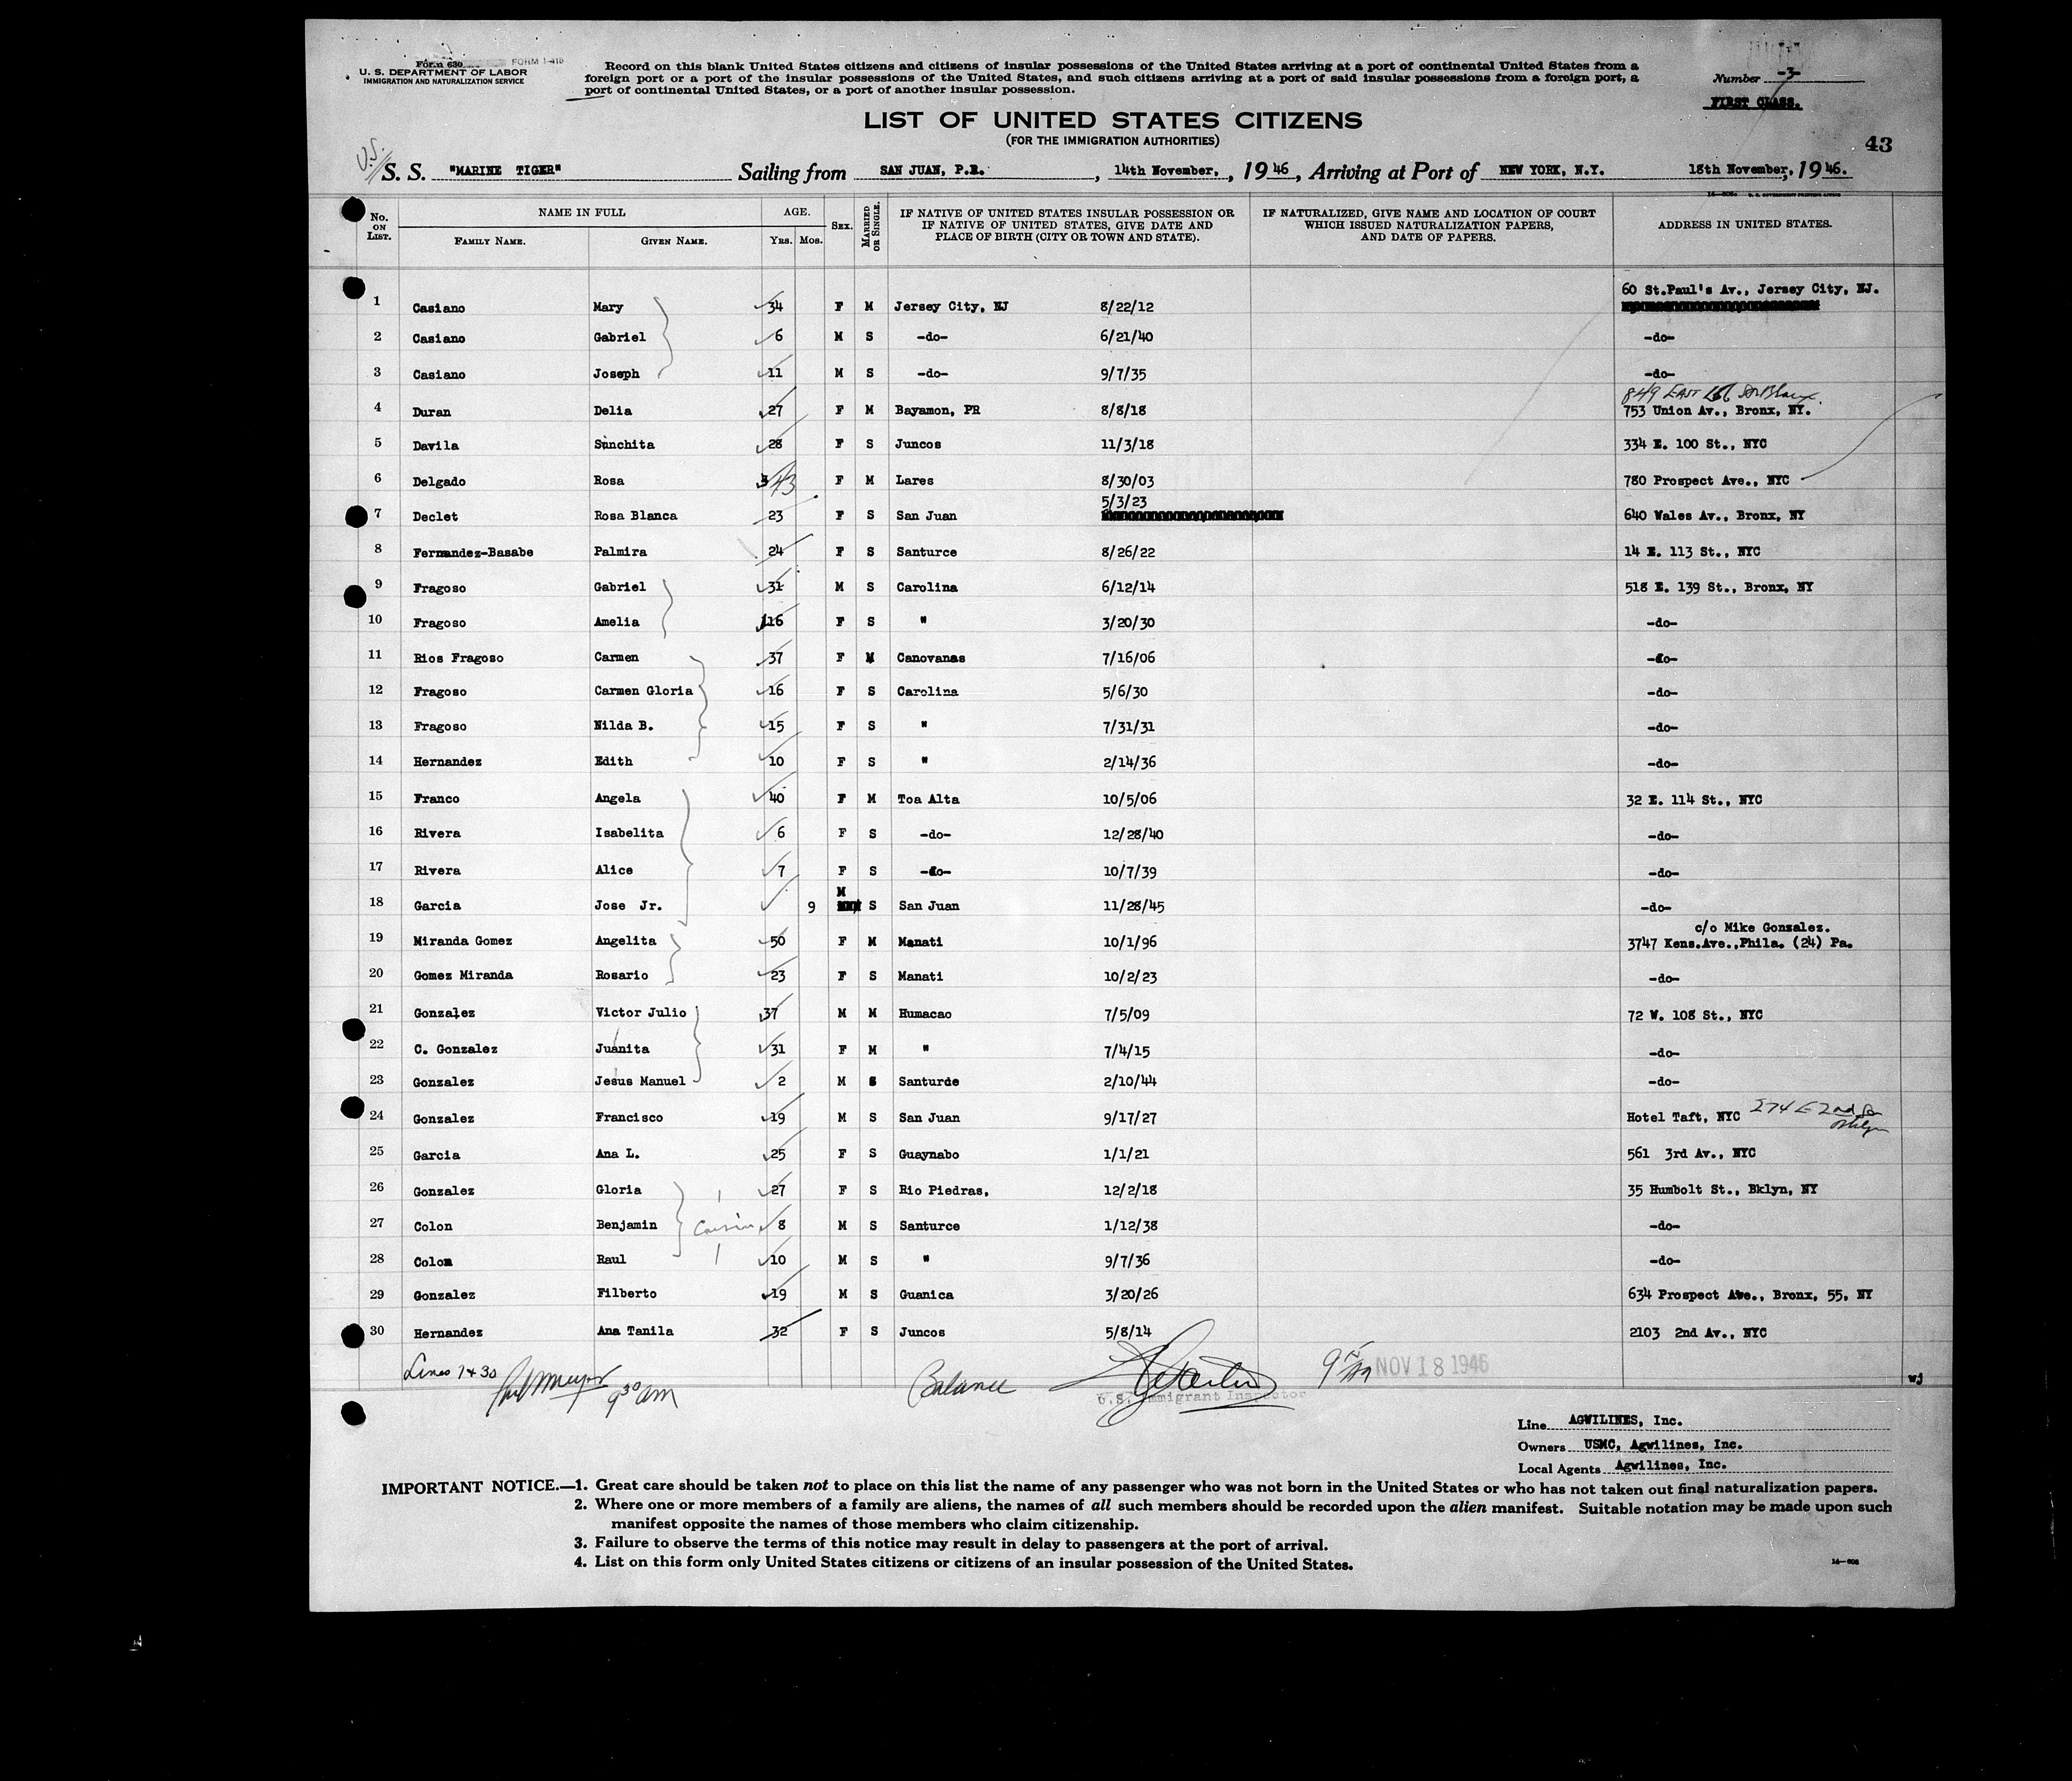 Form 630 FORM I-416
U. S. DEPARTMENT OF LABOR
IMMIGRATION AND NATURALIZATION SERVICE
Record on this blank United States citizens and citizens of insular possessions of the United States arriving at a port of continental United States from a
foreign port or a port of the insular possessions of the United States, and such citizens arriving at a port of said insular possessions from a foreign port, a
port of continental United States, or a port of another insular possession.
Number -3-
FIRST CLASS.
LIST OF UNITED STATES CITIZENS
(FOR THE IMMIGRATION AUTHORITIES)
43
U.S.
S. S. "MARINE TIGER" Sailing from SAN JUAN, P.R., 14th November, , 19 46, Arriving at Port of NEW YORK, N.Y. 18th November, 19 46.
No. ON LIST. NAME IN FULL FAMILY NAME. GIVEN NAME. AGE. YRS. MOS. SEX. MARRIED OR SINGLE. IF NATIVE OF UNITED STATES INSULAR POSSESSION OR IF NATIVE OF UNITED STATES, GIVE DATE AND PLACE OF BIRTH (CITY OR TOWN AND STATE). IF NATURALIZED, GIVE NAME AND LOCATION OF COURT WHICH ISSUED NATURALIZATION PAPERS, AND DATE OF PAPERS. ADDRESS IN UNITED STATES.
1 Casiano Mary 34 F M Jersey City, NJ 8/22/12 60 St.Paul's Av., Jersey City, NJ.
2 Casiano Gabriel 6 M S -do- 6/21/40 -do-
3 Casiano Joseph 11 M S -do- 9/7/35 -do-
849 East
4 Duran Delia 27 F M Bayamon, PR 8/8/18 753 Union Av., Bronx, NY.
5 Davila Sunchita 28 F S Juncos 11/3/18 334 E. 100 St., NYC
6 Delgado Rosa 43 F M Lares 8/30/03 780 Prospect Ave., NYC
5/3/23
7 Declet Rosa Blanca 23 F S San Juan 640 Wales Av., Bronx, NY
8 Fernandez-Basabe Palmira 24 F S Santurce 8/26/22 14 E. 113 St., NYC
9 Fragoso Gabriel 31 M S Carolina 6/12/14 518 E. 139 St., Bronx, NY
10 Fragoso Amelia 16 F S " 3/20/30 -do-
11 Rios Fragoso Carmen 37 F M Canovanas 7/16/06 -do-
12 Fragoso Carmen Gloria 16 F S Carolina 5/6/30 -do-
13 Fragoso Nilda B. 15 F S " 7/31/31 -do-
14 Hernandez Edith 10 F S " 2/14/36 -do-
15 Franco Angela 40 F M Toa Alta 10/5/06 32 E. 114 St., NYC
16 Rivera Isabelita 6 F S -do- 12/28/40 -do-
17 Rivera Alice 7 F S -do- 10/7/39 -do-
18 Garcia Jose Jr. 9 M S San Juan 11/28/45 -do-
c/o Mike Gonzalez.
19 Miranda Gomez Angelita 50 F M Manati 10/1/96 3747 Kens.Ave.,Phila. (24) Pa.
20 Gomez Miranda Rosario 23 F S Manati 10/2/23 -do-
21 Gonzalez Victor Julio 37 M M Humacao 7/5/09 72 W. 108 St., NYC
22 C. Gonzalez Juanita 31 F M " 7/4/15 -do-
23 Gonzalez Jesus Manuel 2 M S Santurde 2/10/44 -do-
24 Gonzalez Francisco 19 M S San Juan 9/17/27 Hotel Taft, NYC 274 E 2nd
25 Garcia Ana L. 25 F S Guaynabo 1/1/21 561 3rd Av., NYC
26 Gonzalez Gloria 27 F S Rio Piedras, 12/2/18 35 Humbolt St., Bklyn, NY
27 Colon Benjamin Cousin 8 M S Santurce 1/12/38 -do-
28 Colon Raul 10 M S " 9/7/36 -do-
29 Gonzalez Filberto 19 M S Guanica 3/20/26 634 Prospect Ave., Bronx, 55, NY
30 Hernandez Ana Tanila 32 F S Juncos 5/8/14 2103 2nd Av., NYC
Lines 7 & 30 9 30 am Balance NOV 18 1946
U.S. Immigrant Inspector
wj
Line AGWILINES, Inc.
Owners USMC, Agwilines, Inc.
Local Agents Agwilines, Inc.
IMPORTANT NOTICE.—1. Great care should be taken not to place on this list the name of any passenger who was not born in the United States or who has not taken out final naturalization papers.
2. Where one or more members of a family are aliens, the names of all such members should be recorded upon the alien manifest. Suitable notation may be made upon such
manifest opposite the names of those members who claim citizenship.
3. Failure to observe the terms of this notice may result in delay to passengers at the port of arrival.
4. List on this form only United States citizens or citizens of an insular possession of the United States.